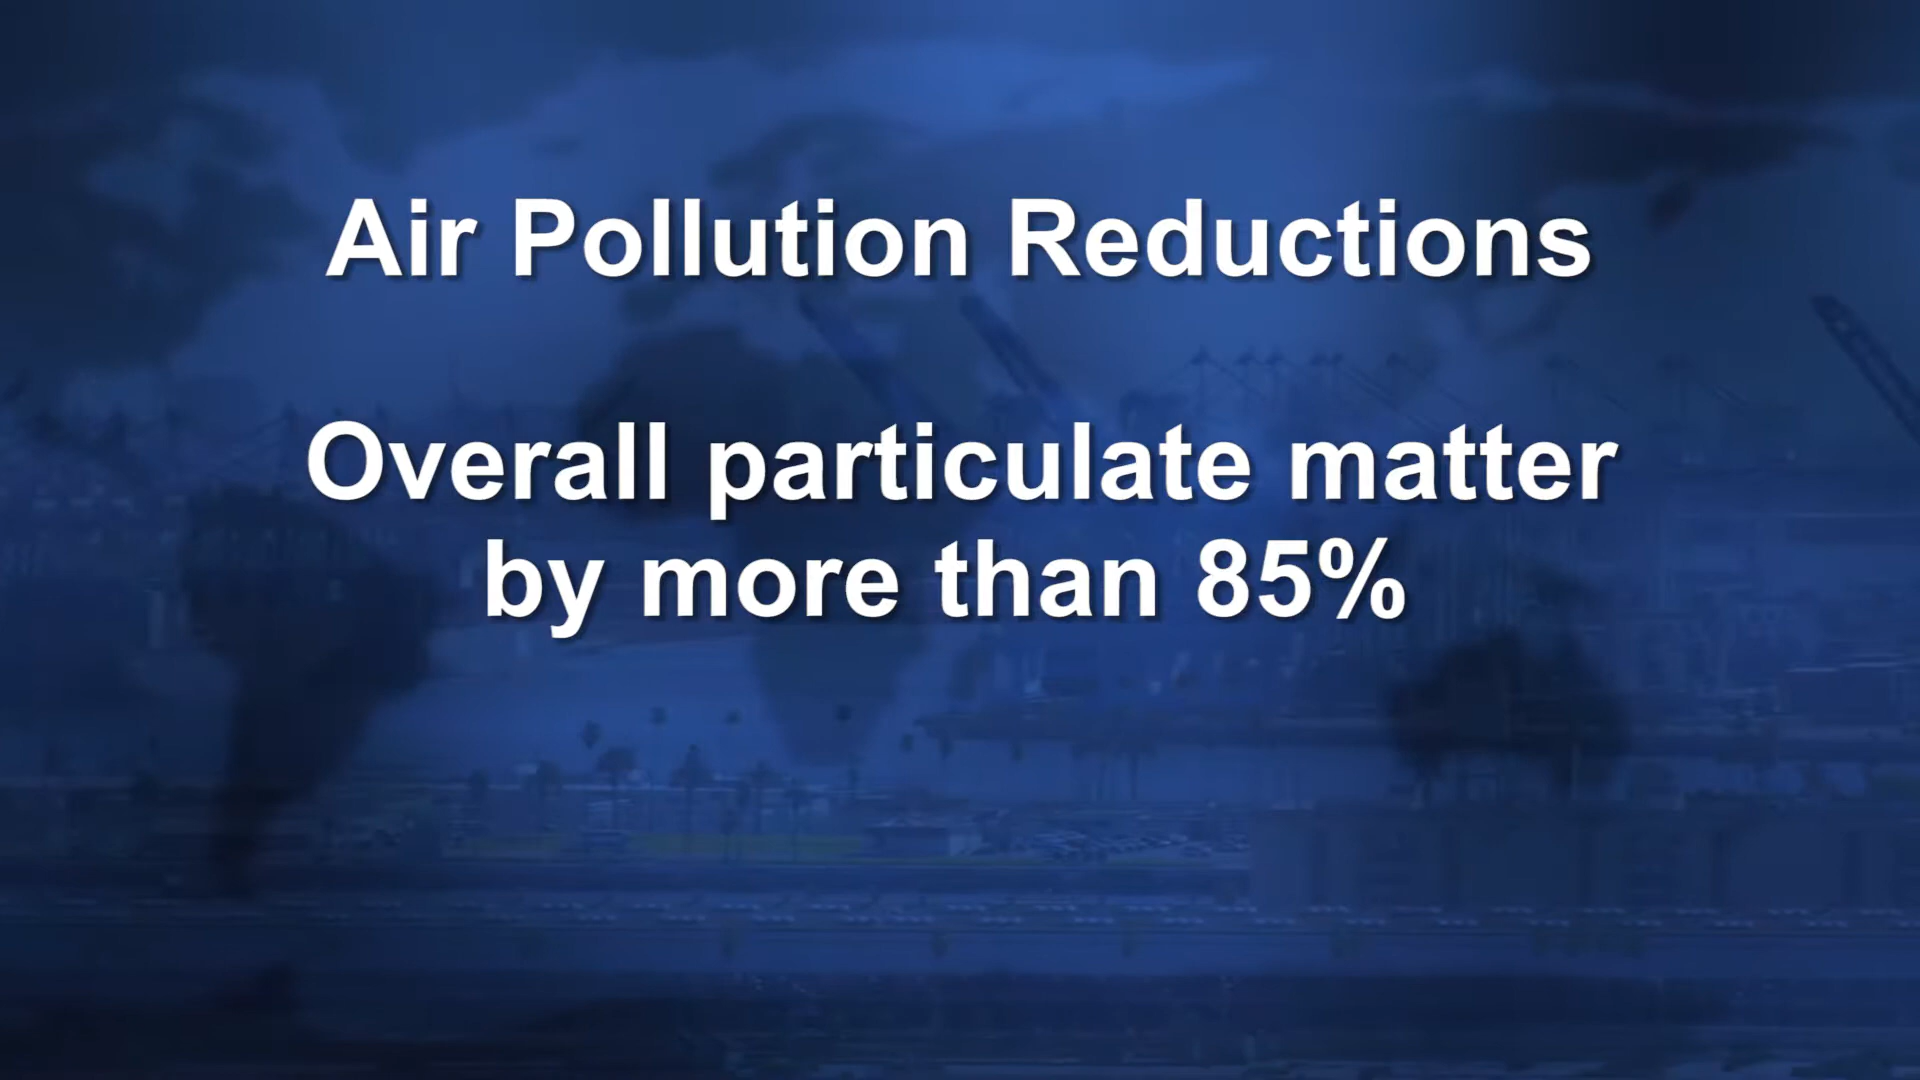 Air Pollution Reductions
Overall particulate matter
by more than 85%